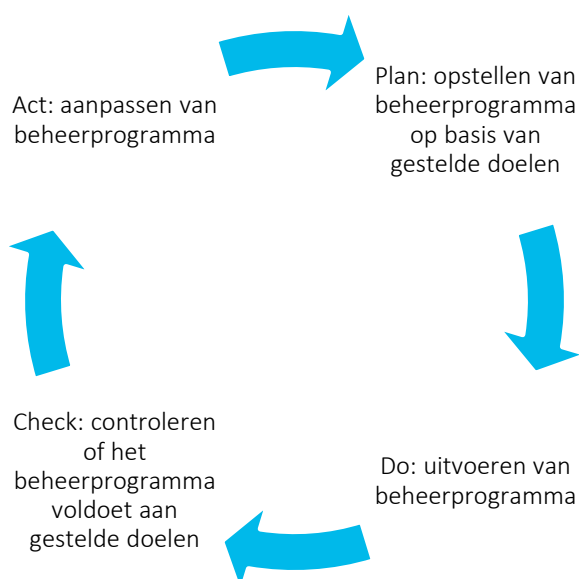 Act: aanpassen van
beheerprogramma
Plan: opstellen van
beheerprogramma
op basis van
gestelde doelen
Check: controleren
of het
beheerprogramma
voldoet aan
gestelde doelen
Do: uitvoeren van
beheerprogramma